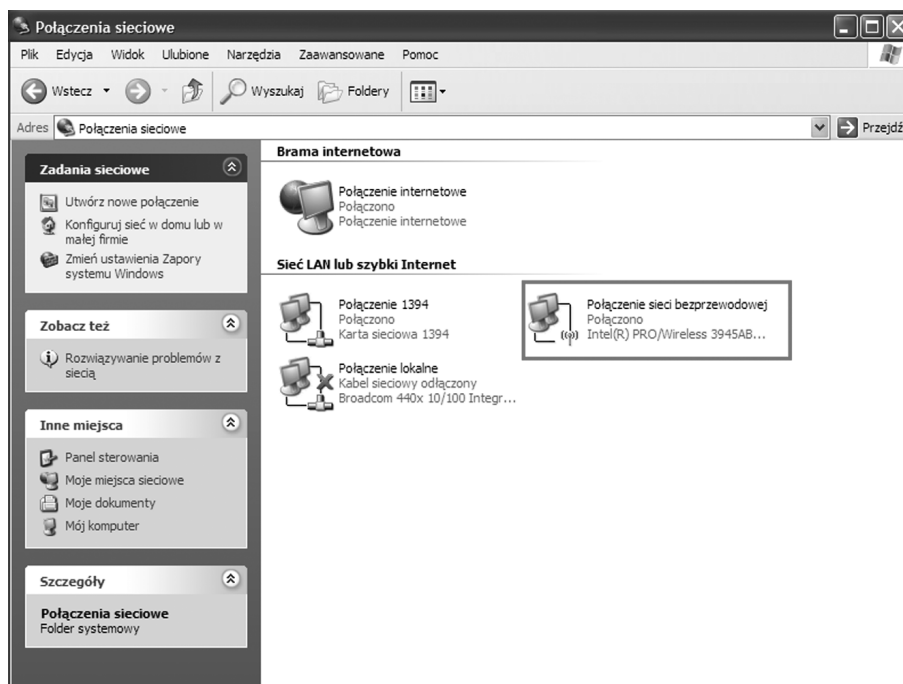 Połączenia sieciowe
Plik Edycja Widok Ulubione Narzędzia Zaawansowane Pomoc
Wstecz Wyszukaj Foldery
Adres Połączenia sieciowe Przejdź
Zadania sieciowe
Utwórz nowe połączenie
Konfiguruj sieć w domu lub w
małej firmie
Zmień ustawienia Zapory
systemu Windows
Zobacz też
Rozwiązywanie problemów z
siecią
Inne miejsca
Panel sterowania
Moje miejsca sieciowe
Moje dokumenty
Mój komputer
Szczegóły
Połączenia sieciowe
Folder systemowy
Brama internetowa
Połączenie internetowe
Połączono
Połączenie internetowe
Sieć LAN lub szybki Internet
Połączenie 1394
Połączono
Karta sieciowa 1394
Połączenie sieci bezprzewodowej
Połączono
Intel(R) PRO/Wireless 3945AB...
Połączenie lokalne
Kabel sieciowy odłączony
Broadcom 440x 10/100 Integr...